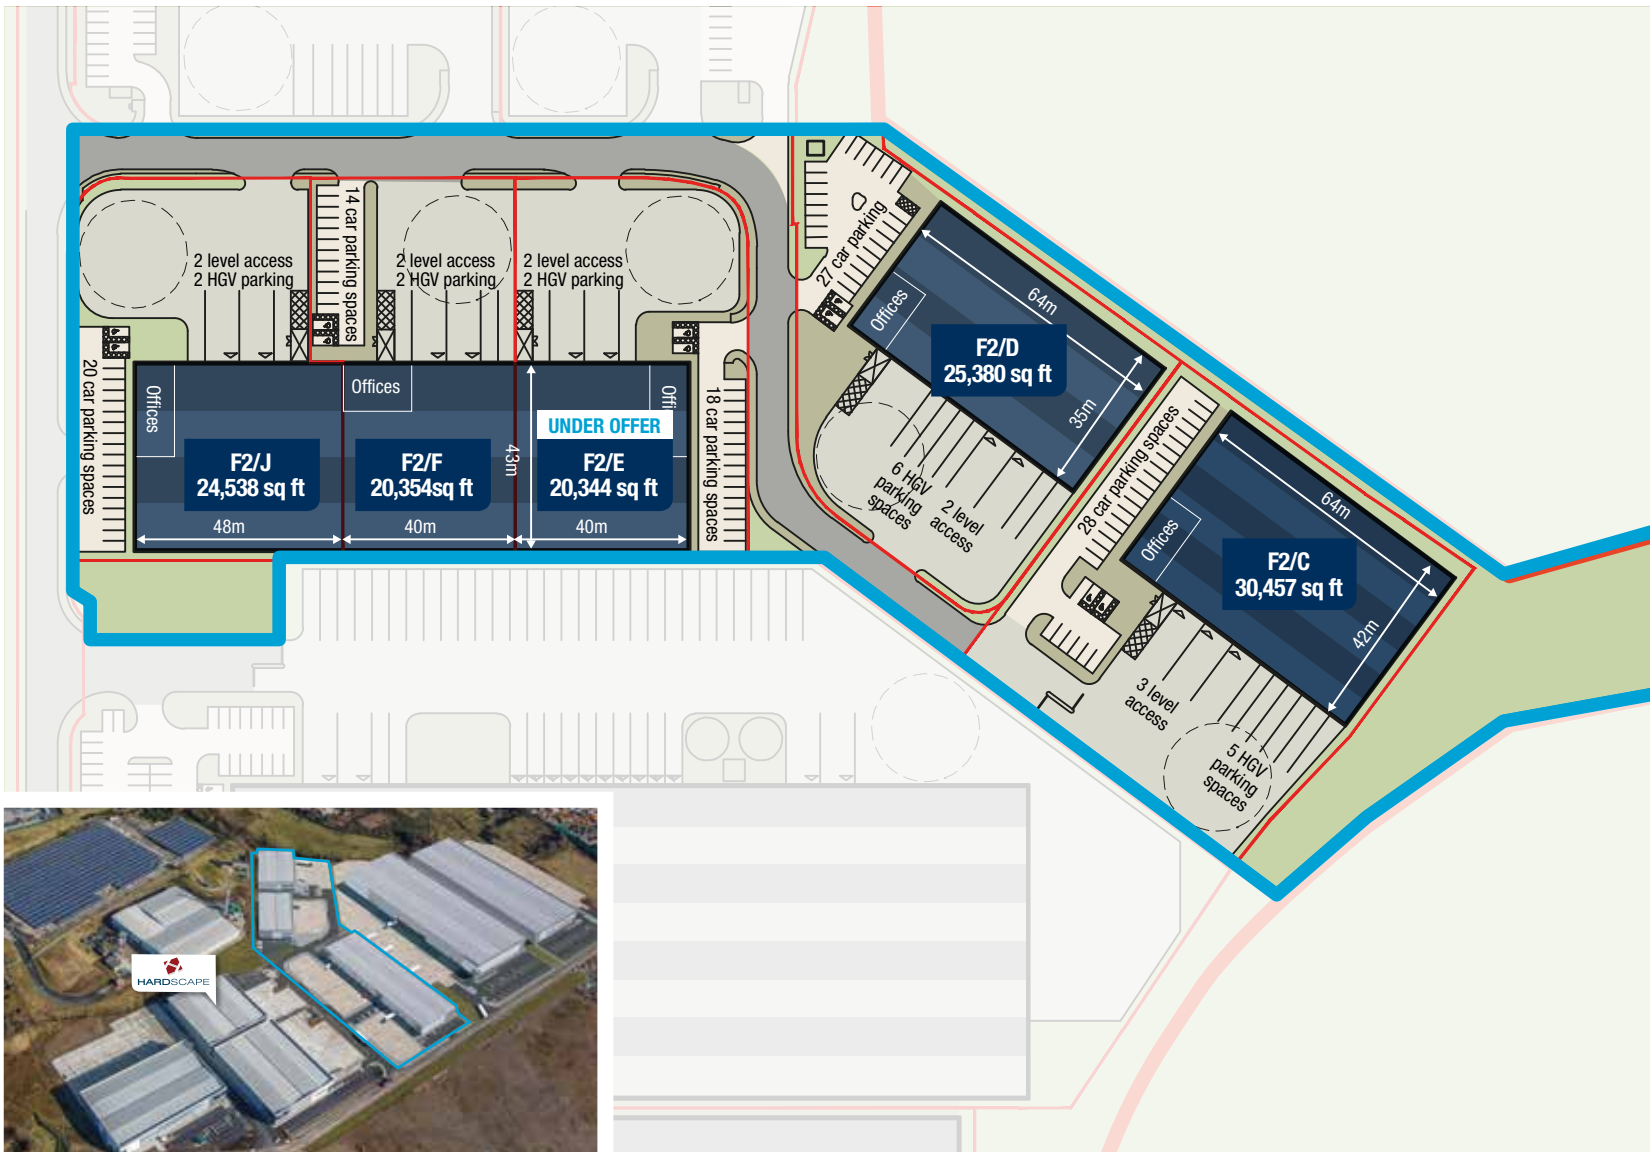 14 car parking spaces
2 level access
2 HGV parking
2 level access
2 HGV parking
2 level access
2 HGV parking
20 car parking spaces
Offices
Offices
Offic
UNDER OFFER
F2/J
24,538 sq ft
F2/F
20,354sq ft
43m
F2/E
20,344 sq ft
48m
40m
40m
18 car parking spaces
27 car parking
Offices
64m
F2/D
25,380 sq ft
35m
6 HGV
parking
spaces
2 level
access
28 car parking spaces
Offices
64m
F2/C
30,457 sq ft
42m
3 level
access
5 HGV
parking
spaces
HARDSCAPE